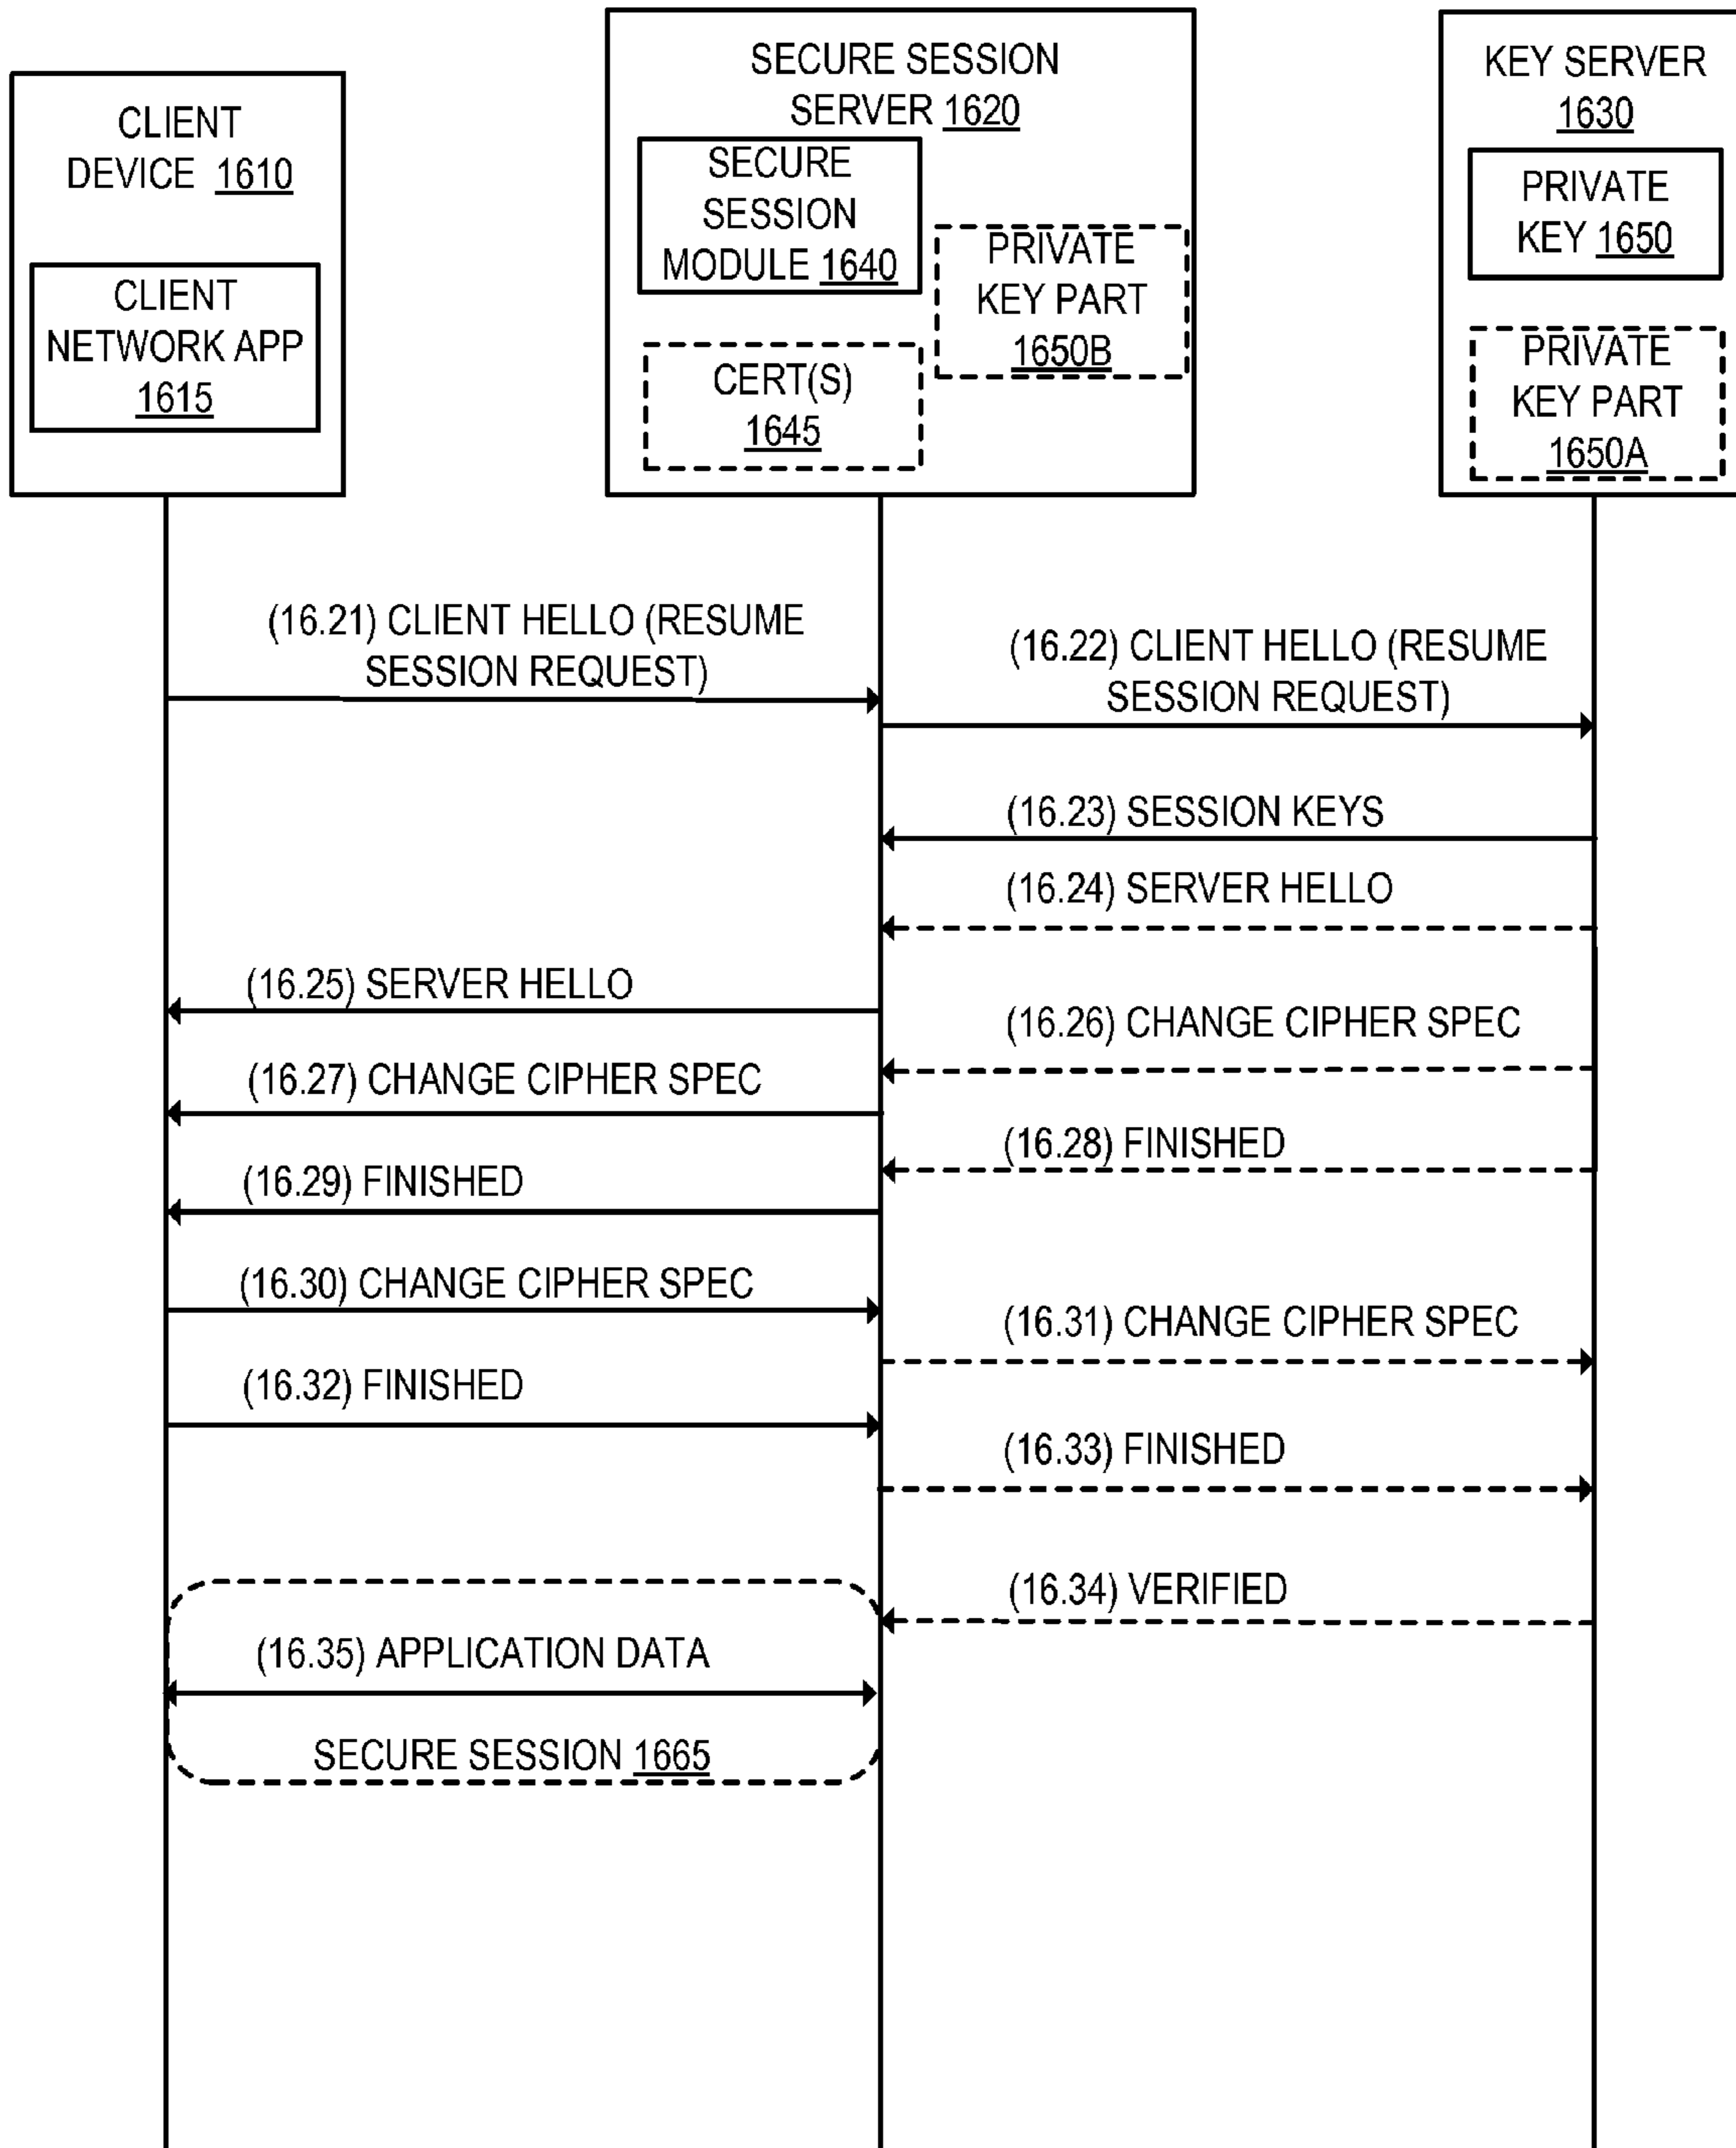 CLIENT
DEVICE 1610
CLIENT
NETWORK APP
1615
SECURE SESSION
SERVER 1620
SECURE
SESSION
MODULE 1640
PRIVATE
KEY PART
1650B
CERT(S)
1645
KEY SERVER
1630
PRIVATE
KEY 1650
PRIVATE
KEY PART
1650A
(16.21) CLIENT HELLO (RESUME
SESSION REQUEST)
(16.22) CLIENT HELLO (RESUME
SESSION REQUEST)
(16.23) SESSION KEYS
(16.24) SERVER HELLO
(16.25) SERVER HELLO
(16.26) CHANGE CIPHER SPEC
(16.27) CHANGE CIPHER SPEC
(16.28) FINISHED
(16.29) FINISHED
(16.30) CHANGE CIPHER SPEC
(16.31) CHANGE CIPHER SPEC
(16.32) FINISHED
(16.33) FINISHED
(16.34) VERIFIED
(16.35) APPLICATION DATA
SECURE SESSION 1665